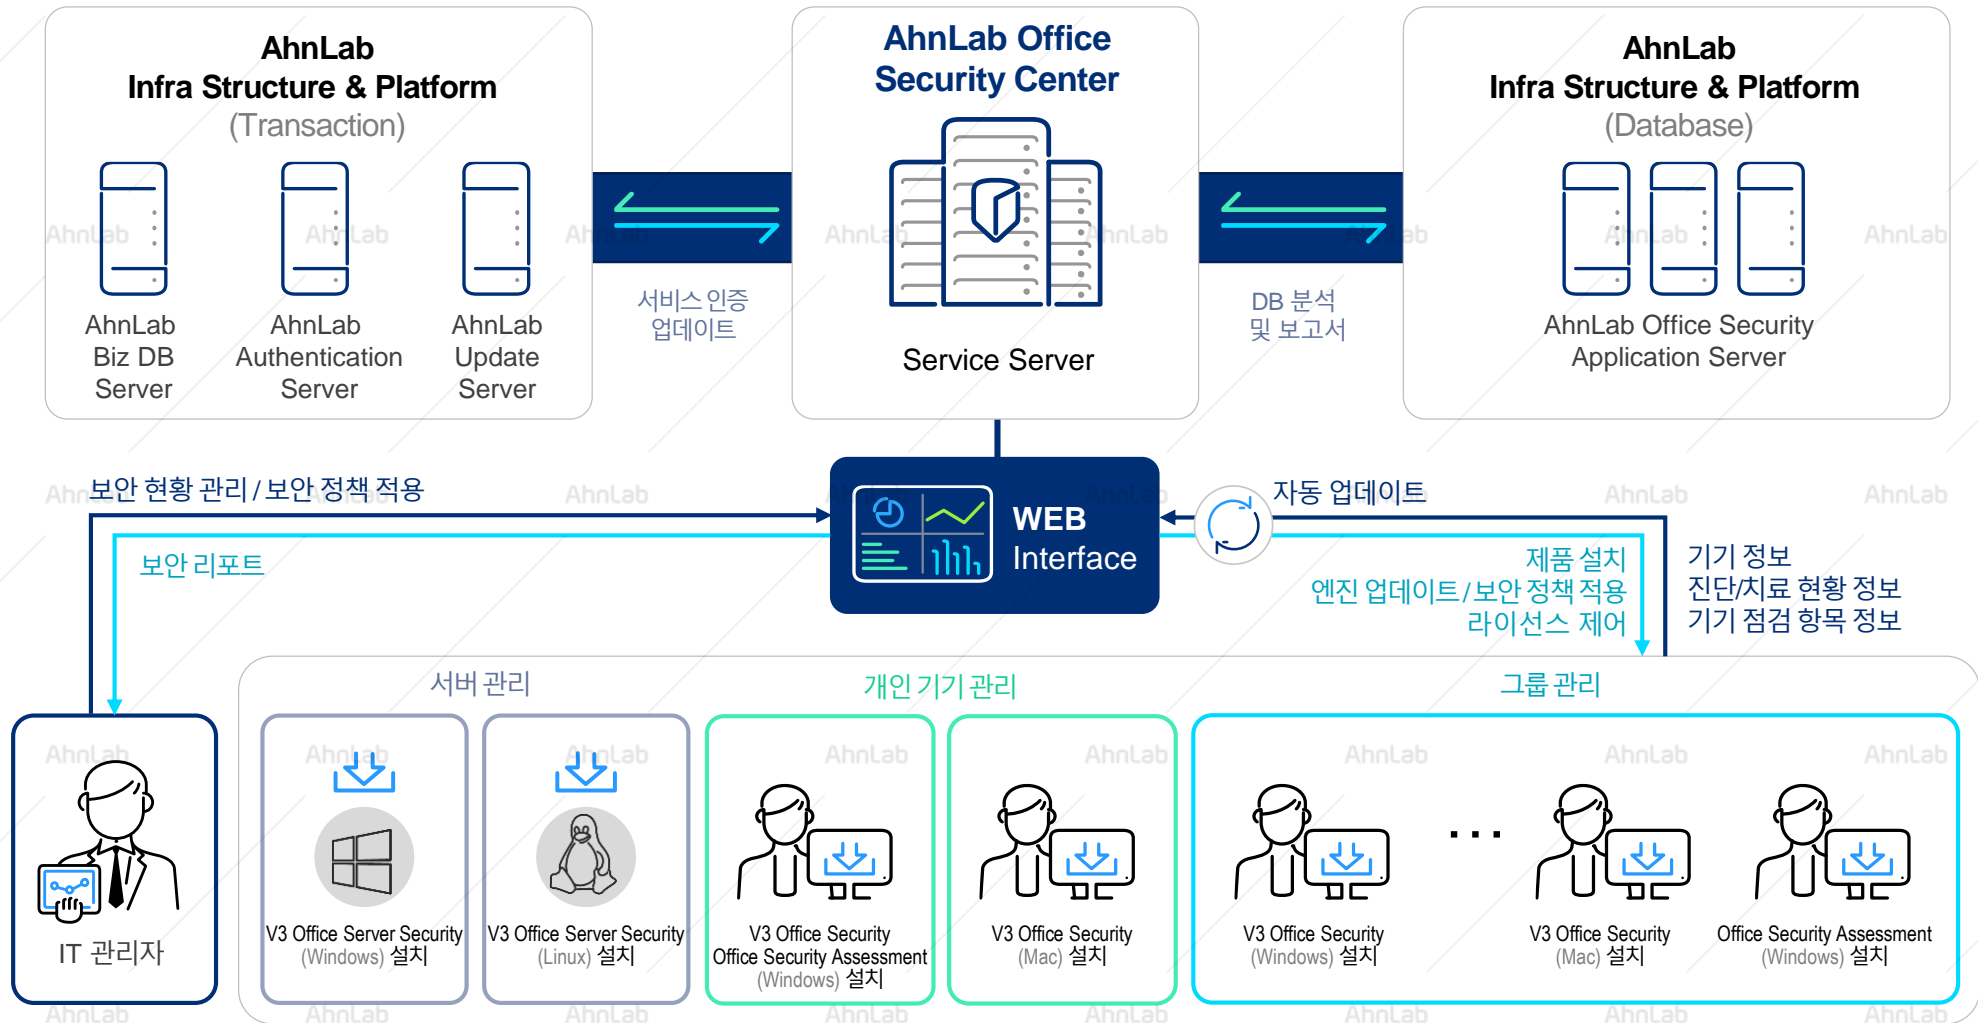 AhnLab
Infra Structure & Platform
(Transaction)
AhnLab
Biz DB
Server
AhnLab
Authentication
Server
AhnLab
Update
Server
서비스 인증
업데이트
AhnLab Office
Security Center
Service Server
DB 분석
및 보고서
AhnLab
Infra Structure & Platform
(Database)
AhnLab Office Security
Application Server
보안 현황 관리 / 보안 정책 적용
보안 리포트
WEB
Interface
자동 업데이트
제품 설치
엔진 업데이트 / 보안 정책 적용
라이선스 제어
기기 정보
진단/치료 현황 정보
기기 점검 항목 정보
IT 관리자
서버 관리
V3 Office Server Security
(Windows) 설치
V3 Office Server Security
(Linux) 설치
개인 기기 관리
V3 Office Security
Office Security Assessment
(Windows) 설치
V3 Office Security
(Mac) 설치
그룹 관리
V3 Office Security
(Windows) 설치
...
V3 Office Security
(Mac) 설치
Office Security Assessment
(Windows) 설치